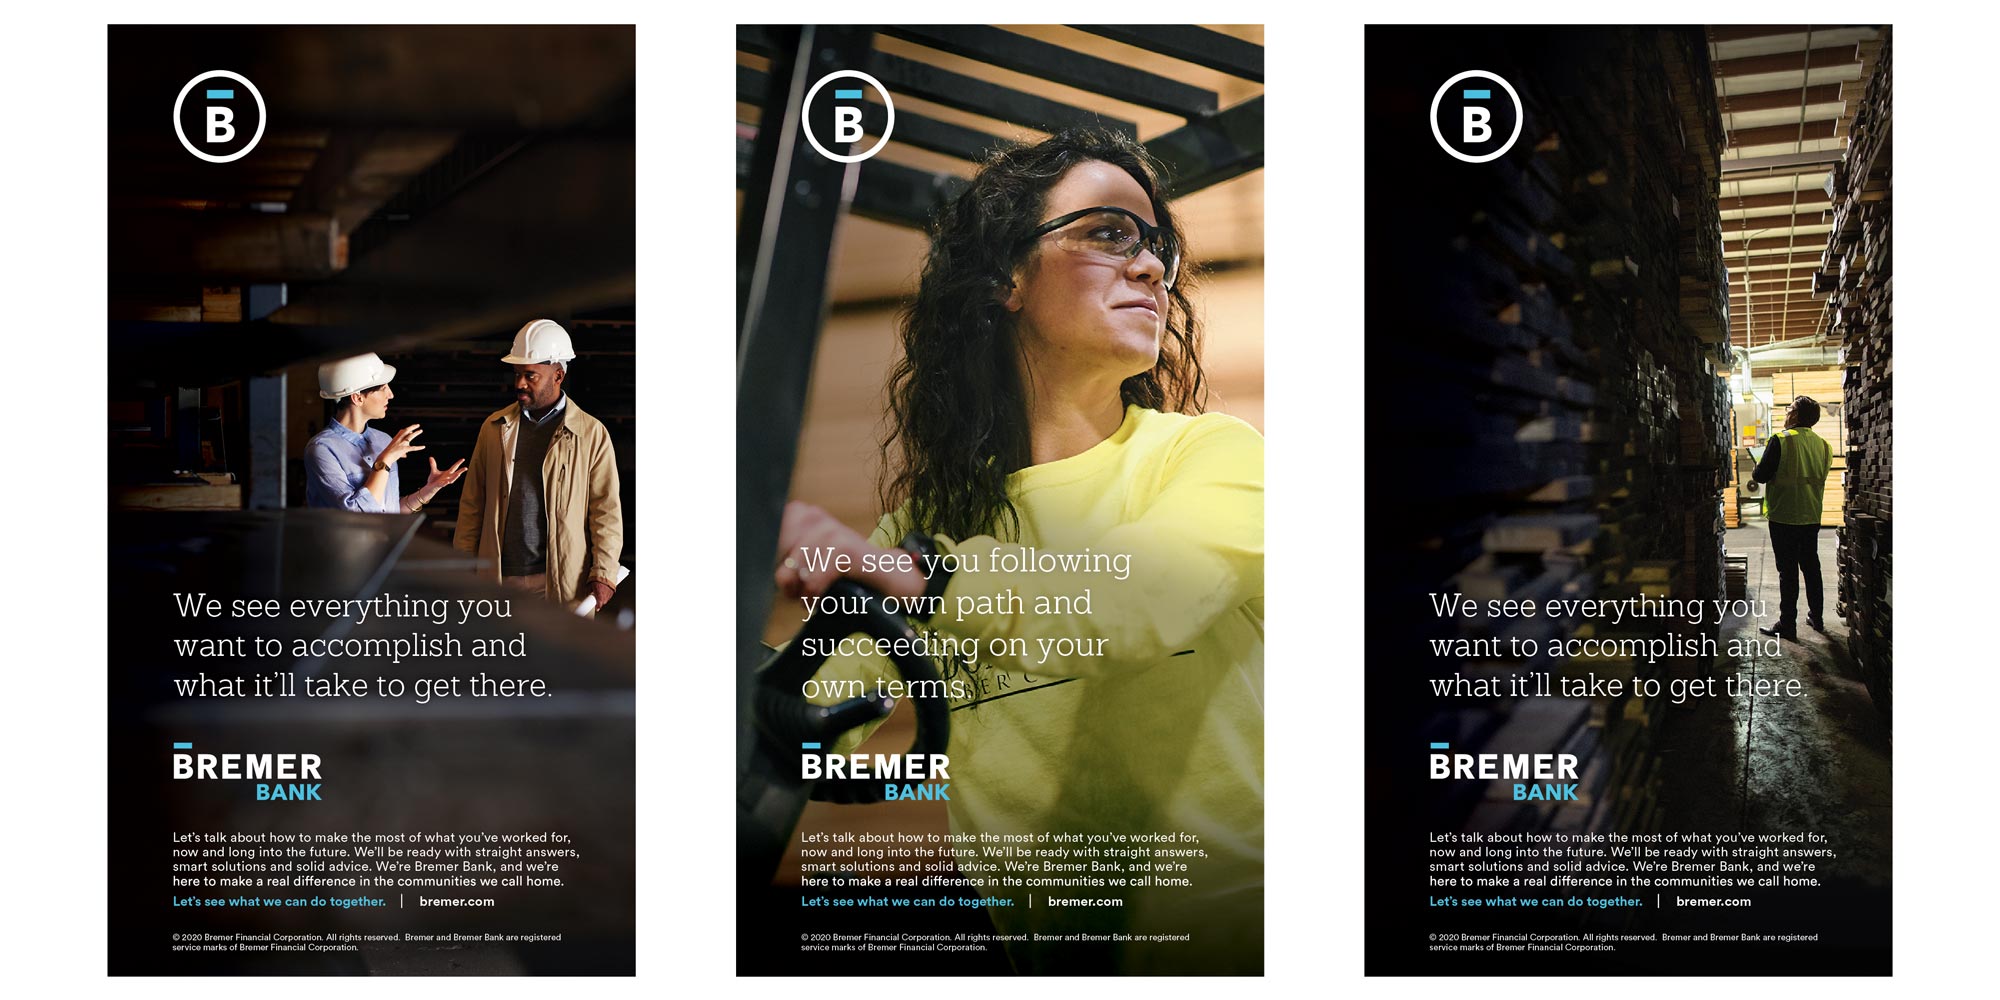 B
We see everything you
want to accomplish and
what it’ll take to get there.
BREMER
BANK
Let’s talk about how to make the most of what you’ve worked for,
now and long into the future. We’ll be ready with straight answers,
smart solutions and solid advice. We’re Bremer Bank, and we’re
here to make a real difference in the communities we call home.
Let’s see what we can do together. | bremer.com
© 2020 Bremer Financial Corporation. All rights reserved. Bremer and Bremer Bank are registered
service marks of Bremer Financial Corporation.
B
We see you following
your own path and
succeeding on your
own terms.
BREMER
BANK
Let’s talk about how to make the most of what you’ve worked for,
now and long into the future. We’ll be ready with straight answers,
smart solutions and solid advice. We’re Bremer Bank, and we’re
here to make a real difference in the communities we call home.
Let’s see what we can do together. | bremer.com
© 2020 Bremer Financial Corporation. All rights reserved. Bremer and Bremer Bank are registered
service marks of Bremer Financial Corporation.
B
We see everything you
want to accomplish and
what it’ll take to get there.
BREMER
BANK
Let’s talk about how to make the most of what you’ve worked for,
now and long into the future. We’ll be ready with straight answers,
smart solutions and solid advice. We’re Bremer Bank, and we’re
here to make a real difference in the communities we call home.
Let’s see what we can do together. | bremer.com
© 2020 Bremer Financial Corporation. All rights reserved. Bremer and Bremer Bank are registered
service marks of Bremer Financial Corporation.